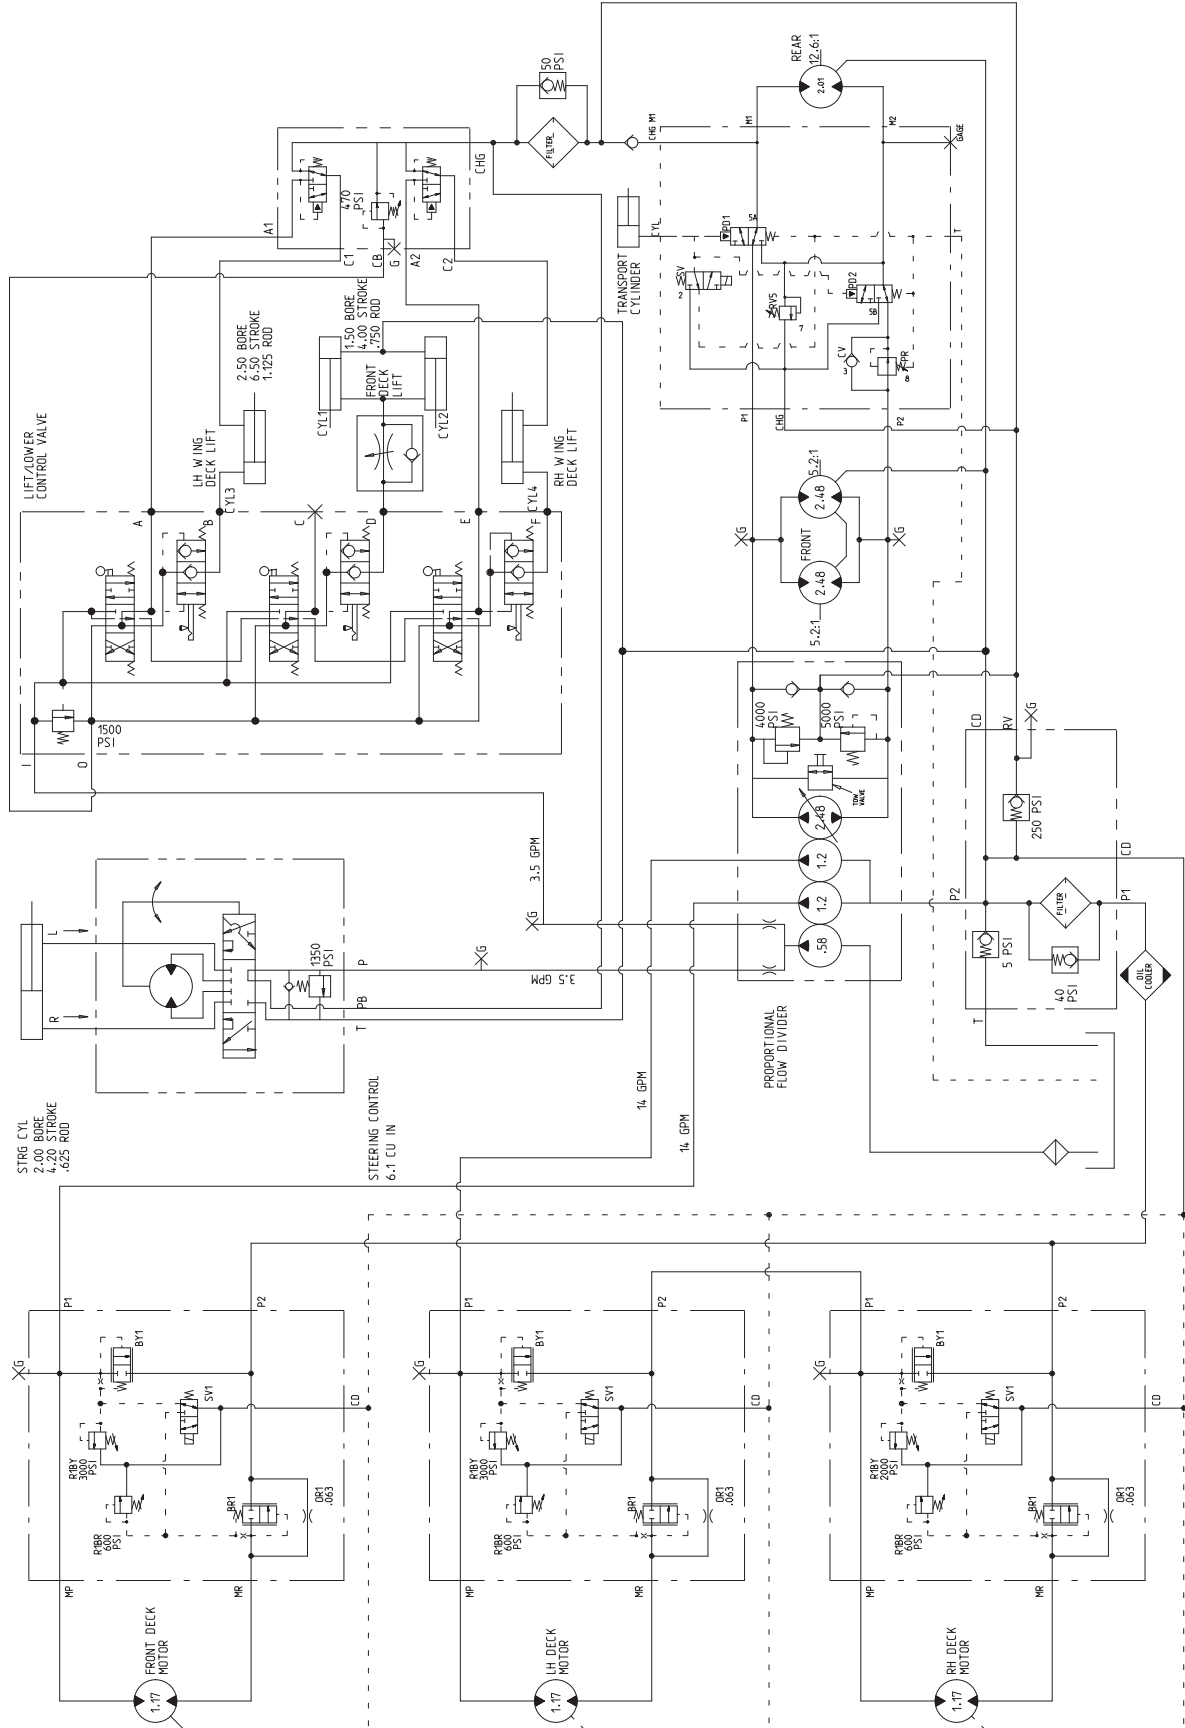 50
PSI
REAR
12.6:1
2.01
FILTER
CHG M1
M1
M2
GAGE
CHG
470
PSI
A1
C1
CB
G
A2
C2
TRANSPORT
CYLINDER
CYL
PD1
5A
T
SV
2
RV5
7
PD2
5B
CV
3
PR
8
P1
CHG
P2
2.50 BORE
6.50 STROKE
1.125 ROD
1.50 BORE
4.00 STROKE
.750 ROD
FRONT
DECK
LIFT
CYL1
CYL2
LIFT/LOWER
CONTROL VALVE
LH WING
DECK LIFT
CYL3
RH WING
DECK LIFT
CYL4
A
B
C
D
E
F
1500
PSI
I
O
5.2:1
2.48
FRONT
2.48
5.2:1
G
G
4000
PSI
5000
PSI
TOW
VALVE
2.48
1.2
1.2
.58
3.5 GPM
G
3.5 GPM
G
PROPORTIONAL
FLOW DIVIDER
14 GPM
14 GPM
CD
RV
G
250 PSI
CD
P2
FILTER
P1
5 PSI
40
PSI
OIL
COOLER
T
L
R
1350
PSI
P
PB
T
STRG CYL
2.00 BORE
4.20 STROKE
.625 ROD
STEERING CONTROL
6.1 CU IN
G
P1
P2
BY1
SV1
CD
R1BY
3000
PSI
R1BR
600
PSI
BR1
OR1
.063
MP
MR
FRONT DECK
MOTOR
1.17
G
P1
P2
BY1
SV1
CD
R1BY
3000
PSI
R1BR
600
PSI
BR1
OR1
.063
MP
MR
LH DECK
MOTOR
1.17
G
P1
P2
BY1
SV1
CD
R1BY
2000
PSI
R1BR
600
PSI
BR1
OR1
.063
MP
MR
RH DECK
MOTOR
1.17